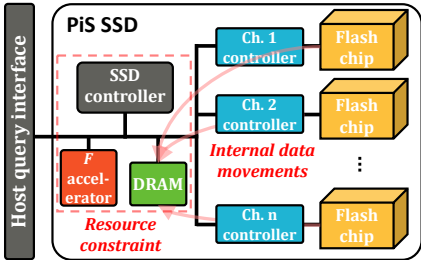 Host query interface
PiS SSD
SSD
controller
F
accel-
erator
DRAM
Resource
constraint
Ch. 1
controller
Flash
chip
Ch. 2
controller
Flash
chip
Internal data
movements
...
Ch. n
controller
Flash
chip